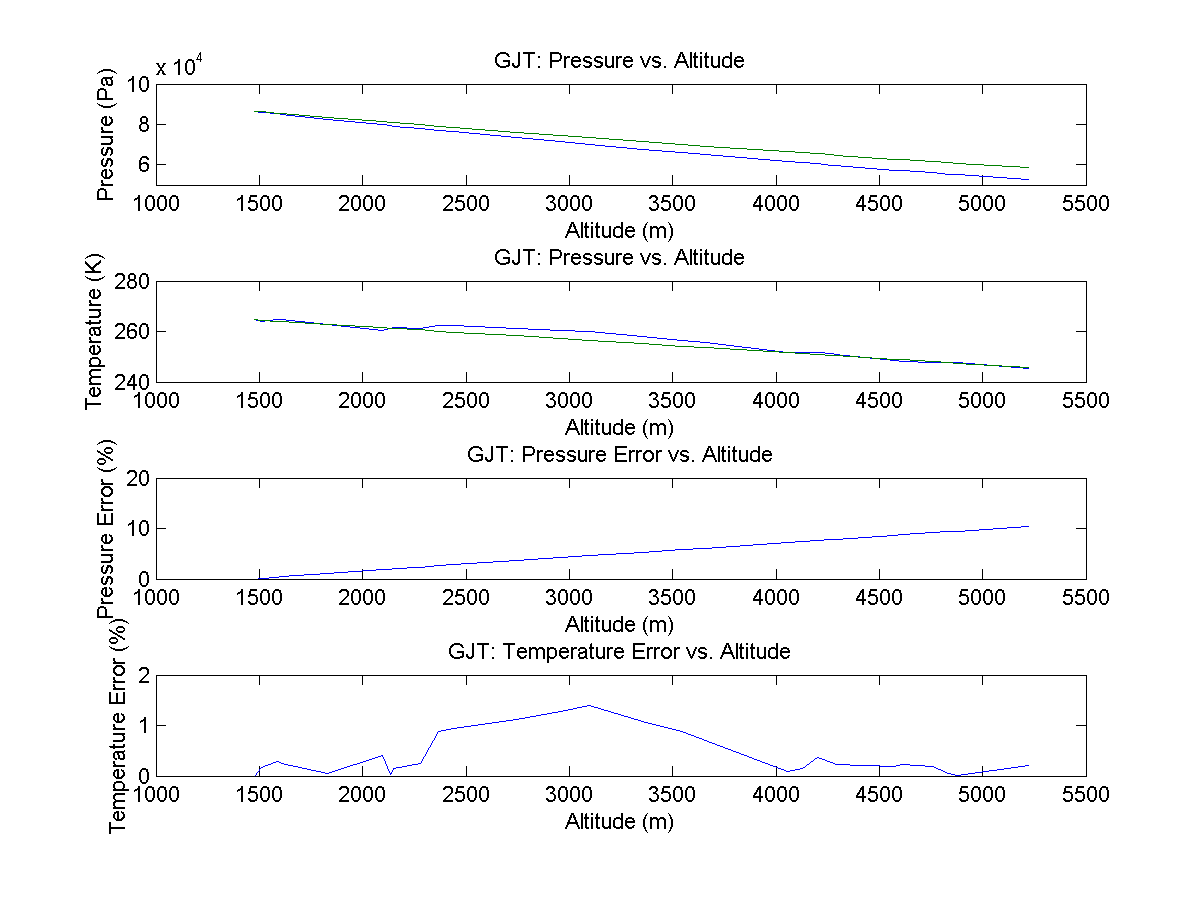 GJT: Pressure vs. Altitude
x 10^4
Pressure (Pa)
10
8
6
1000 1500 2000 2500 3000 3500 4000 4500 5000 5500
Altitude (m)
GJT: Pressure vs. Altitude
Temperature (K)
280
260
240
1000 1500 2000 2500 3000 3500 4000 4500 5000 5500
Altitude (m)
GJT: Pressure Error vs. Altitude
Pressure Error (%)
20
10
0
1000 1500 2000 2500 3000 3500 4000 4500 5000 5500
Altitude (m)
GJT: Temperature Error vs. Altitude
Temperature Error (%)
2
1
0
1000 1500 2000 2500 3000 3500 4000 4500 5000 5500
Altitude (m)